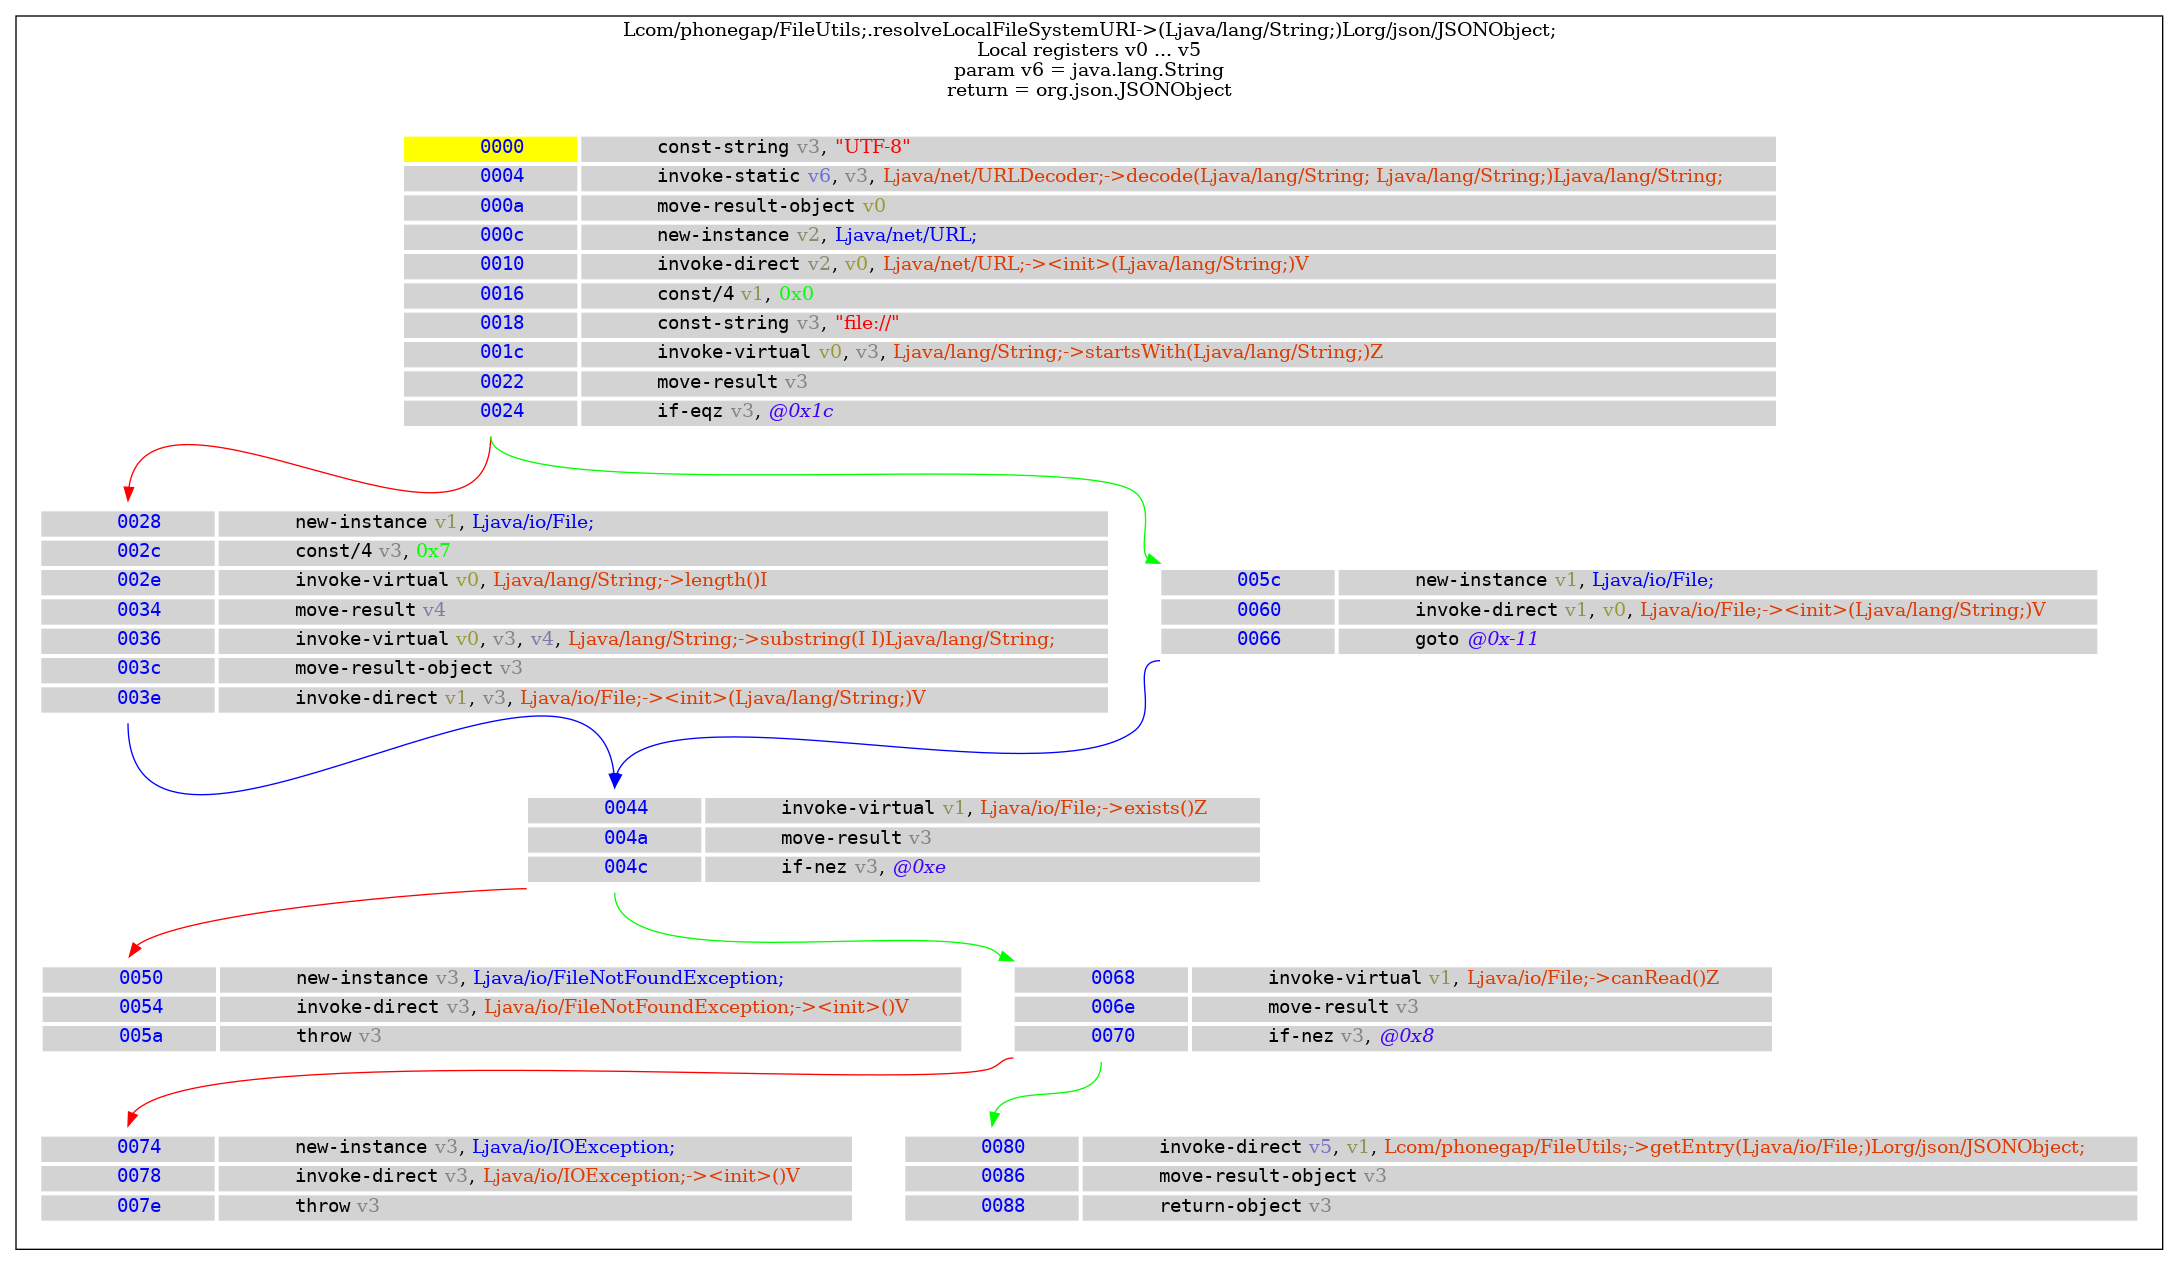 Lcom/phonegap/FileUtils;.resolveLocalFileSystemURI->(Ljava/lang/String;)Lorg/json/JSONObject;
Local registers v0 ... v5
param v6 = java.lang.String
return = org.json.JSONObject
0000 const-string v3, "UTF-8"
0004 invoke-static v6, v3, Ljava/net/URLDecoder;->decode(Ljava/lang/String; Ljava/lang/String;)Ljava/lang/String;
000a move-result-object v0
000c new-instance v2, Ljava/net/URL;
0010 invoke-direct v2, v0, Ljava/net/URL;-><init>(Ljava/lang/String;)V
0016 const/4 v1, 0x0
0018 const-string v3, "file://"
001c invoke-virtual v0, v3, Ljava/lang/String;->startsWith(Ljava/lang/String;)Z
0022 move-result v3
0024 if-eqz v3, @0x1c
0028 new-instance v1, Ljava/io/File;
002c const/4 v3, 0x7
002e invoke-virtual v0, Ljava/lang/String;->length()I
0034 move-result v4
0036 invoke-virtual v0, v3, v4, Ljava/lang/String;->substring(I I)Ljava/lang/String;
003c move-result-object v3
003e invoke-direct v1, v3, Ljava/io/File;-><init>(Ljava/lang/String;)V
005c new-instance v1, Ljava/io/File;
0060 invoke-direct v1, v0, Ljava/io/File;-><init>(Ljava/lang/String;)V
0066 goto @0x-11
0044 invoke-virtual v1, Ljava/io/File;->exists()Z
004a move-result v3
004c if-nez v3, @0xe
0050 new-instance v3, Ljava/io/FileNotFoundException;
0054 invoke-direct v3, Ljava/io/FileNotFoundException;-><init>()V
005a throw v3
0068 invoke-virtual v1, Ljava/io/File;->canRead()Z
006e move-result v3
0070 if-nez v3, @0x8
0074 new-instance v3, Ljava/io/IOException;
0078 invoke-direct v3, Ljava/io/IOException;-><init>()V
007e throw v3
0080 invoke-direct v5, v1, Lcom/phonegap/FileUtils;->getEntry(Ljava/io/File;)Lorg/json/JSONObject;
0086 move-result-object v3
0088 return-object v3